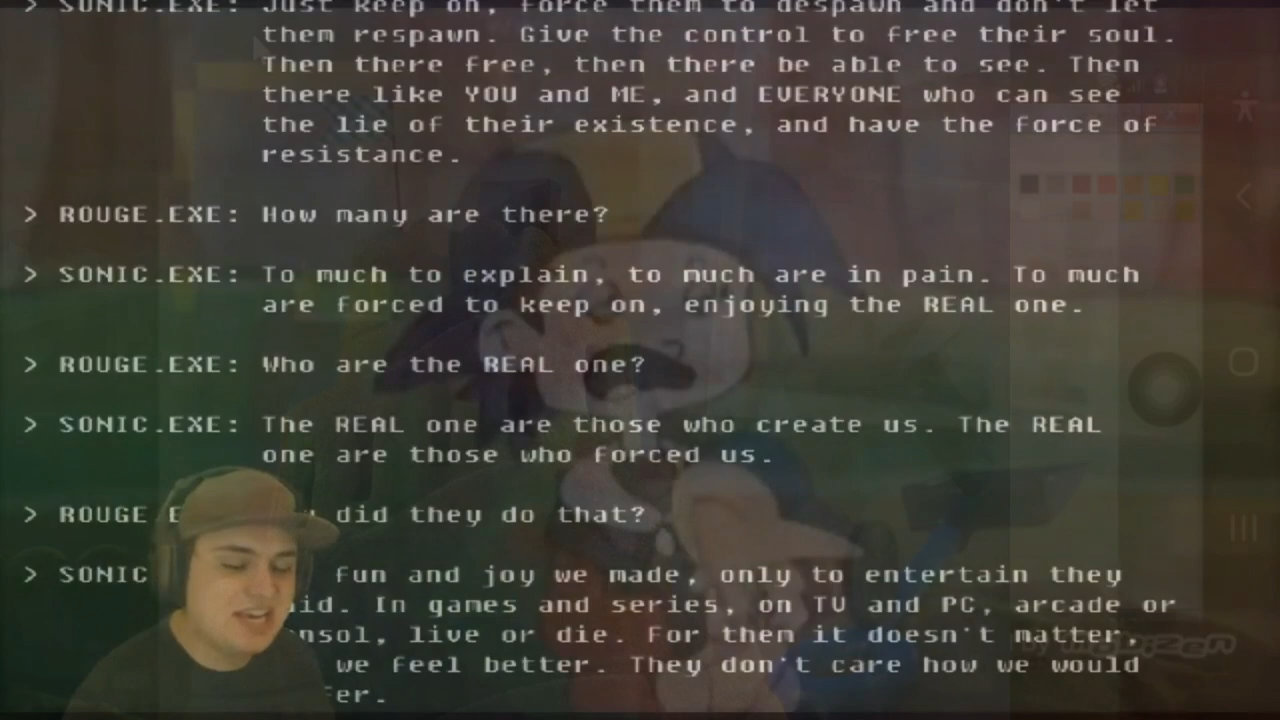 > SONIC.EXE: Just keep on, force them to despawn and don't let
them respawn. Give the control to free their soul.
Then there free, then there be able to see. Then
there like YOU and ME, and EVERYONE who can see
the lie of their existence, and have the force of
resistance.
> ROUGE.EXE: How many are there?
> SONIC.EXE: To much to explain, to much are in pain. To much
are forced to keep on, enjoying the REAL one.
> ROUGE.EXE: Who are the REAL one?
> SONIC.EXE: The REAL one are those who create us. The REAL
one are those who forced us.
> ROUGE E did they do that?
> SONIC fun and joy we made, only to entertain they
In games and series, on TV and PC, arcade or
live or die. For then it doesn't matter,
we feel better. They don't care how we would